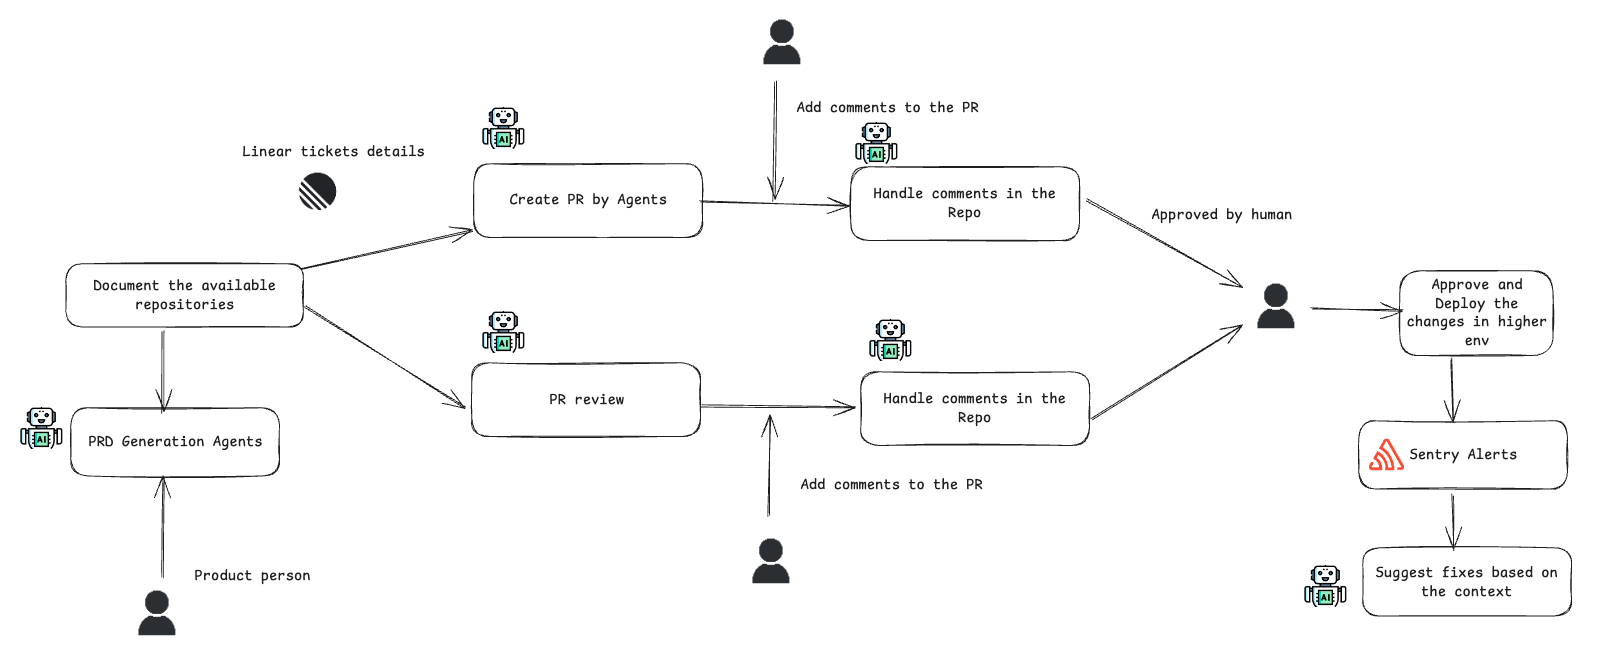 Add comments to the PR
AI
AI
Linear tickets details
Create PR by Agents
Handle comments in the
Repo
Approved by human
Document the available
repositories
Approve and
Deploy the
changes in higher
env
AI
AI
PR review
Handle comments in the
Repo
AI
PRD Generation Agents
Sentry Alerts
Add comments to the PR
Product person
AI
Suggest fixes based on
the context